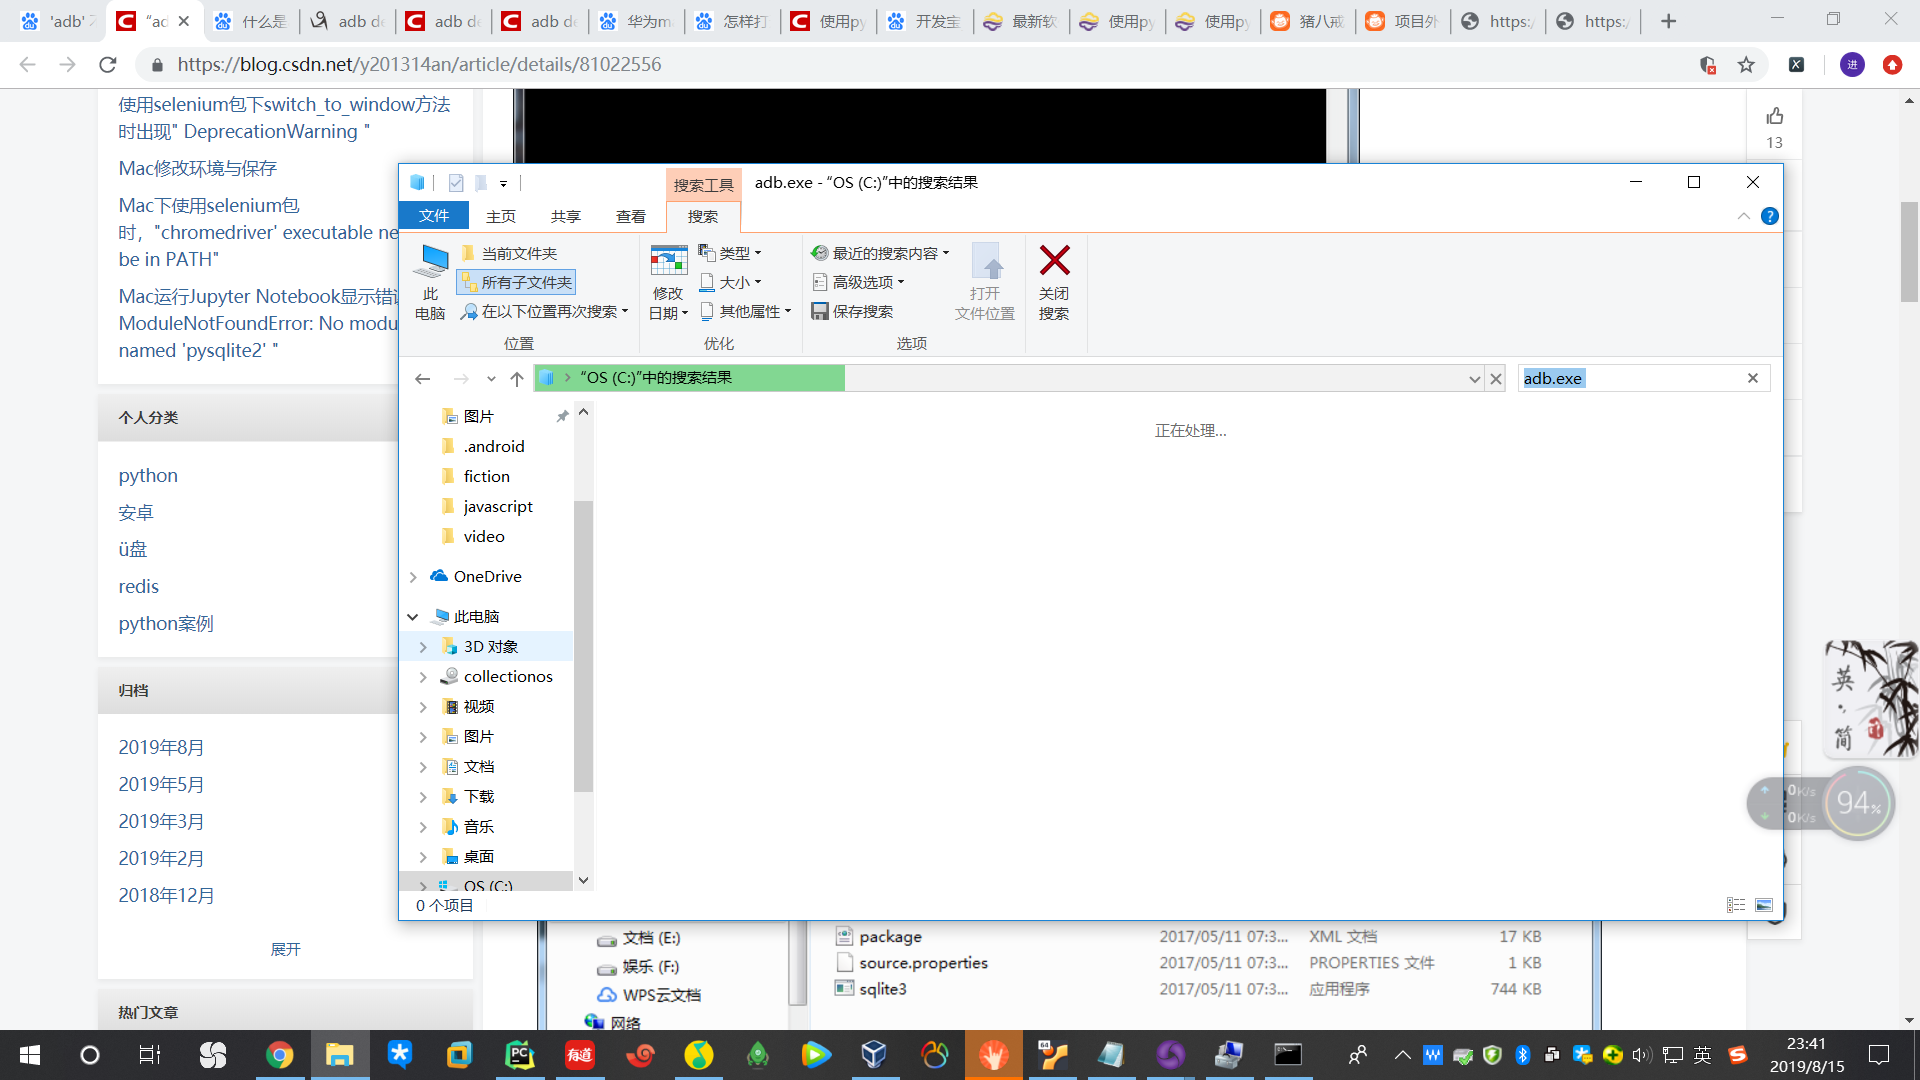 'adb'
"ad
什么是
adb de
adb de
adb de
华为m
怎样打
使用py
开发宝
最新软
使用py
使用py
猪八戒
项目外
https:/
https:/
https://blog.csdn.net/y201314an/article/details/81022556
进
使用selenium包下switch_to_window方法
时出现" DeprecationWarning "
Mac修改环境与保存
Mac下使用selenium包
时，"chromedriver' executable ne
be in PATH"
Mac运行Jupyter Notebook显示错
ModuleNotFoundError: No modu
named 'pysqlite2' "
个人分类
python
安卓
ü盘
redis
python案例
归档
2019年8月
2019年5月
2019年3月
2019年2月
2018年12月
展开
热门文章
13
搜索工具
adb.exe - “OS (C:)”中的搜索结果
文件
主页
共享
查看
搜索
此
电脑
当前文件夹
所有子文件夹
在以下位置再次搜索
位置
修改
日期
类型
大小
其他属性
优化
最近的搜索内容
高级选项
保存搜索
打开
文件位置
选项
关闭
搜索
“OS (C:)”中的搜索结果
adb.exe
图片
.android
fiction
javascript
video
OneDrive
此电脑
3D 对象
collectionos
视频
图片
文档
下载
音乐
桌面
OS (C:)
正在处理...
0 个项目
文档 (E:)
娱乐 (F:)
WPS云文档
网络
package 2017/05/11 07:3... XML 文档 17 KB
source.properties 2017/05/11 07:3... PROPERTIES 文件 1 KB
sqlite3 2017/05/11 07:3... 应用程序 744 KB
英
简
0K/s
0K/s
94%
PC
有道
64
英
23:41
2019/8/15